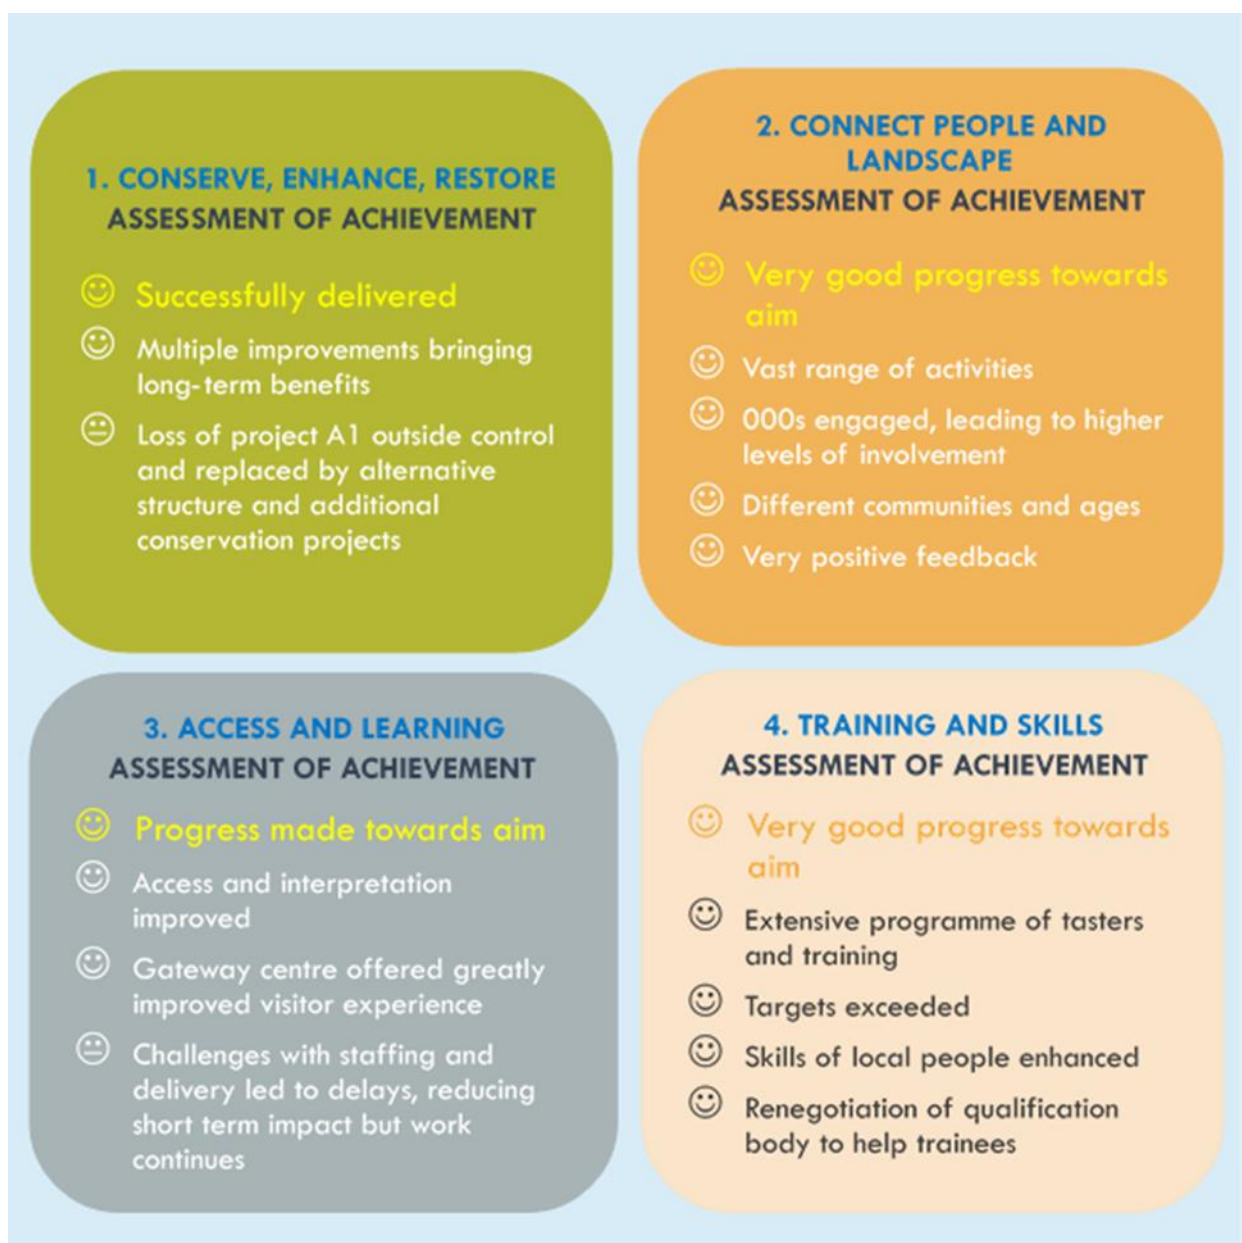 1. CONSERVE, ENHANCE, RESTORE
ASSESSMENT OF ACHIEVEMENT
Successfully delivered
Multiple improvements bringing
long-term benefits
Loss of project A1 outside control
and replaced by alternative
structure and additional
conservation projects
2. CONNECT PEOPLE AND
LANDSCAPE
ASSESSMENT OF ACHIEVEMENT
Very good progress towards
aim
Vast range of activities
000s engaged, leading to higher
levels of involvement
Different communities and ages
Very positive feedback
3. ACCESS AND LEARNING
ASSESSMENT OF ACHIEVEMENT
Progress made towards aim
Access and interpretation
improved
Gateway centre offered greatly
improved visitor experience
Challenges with staffing and
delivery led to delays, reducing
short term impact but work
continues
4. TRAINING AND SKILLS
ASSESSMENT OF ACHIEVEMENT
Very good progress towards
aim
Extensive programme of tasters
and training
Targets exceeded
Skills of local people enhanced
Renegotiation of qualification
body to help trainees